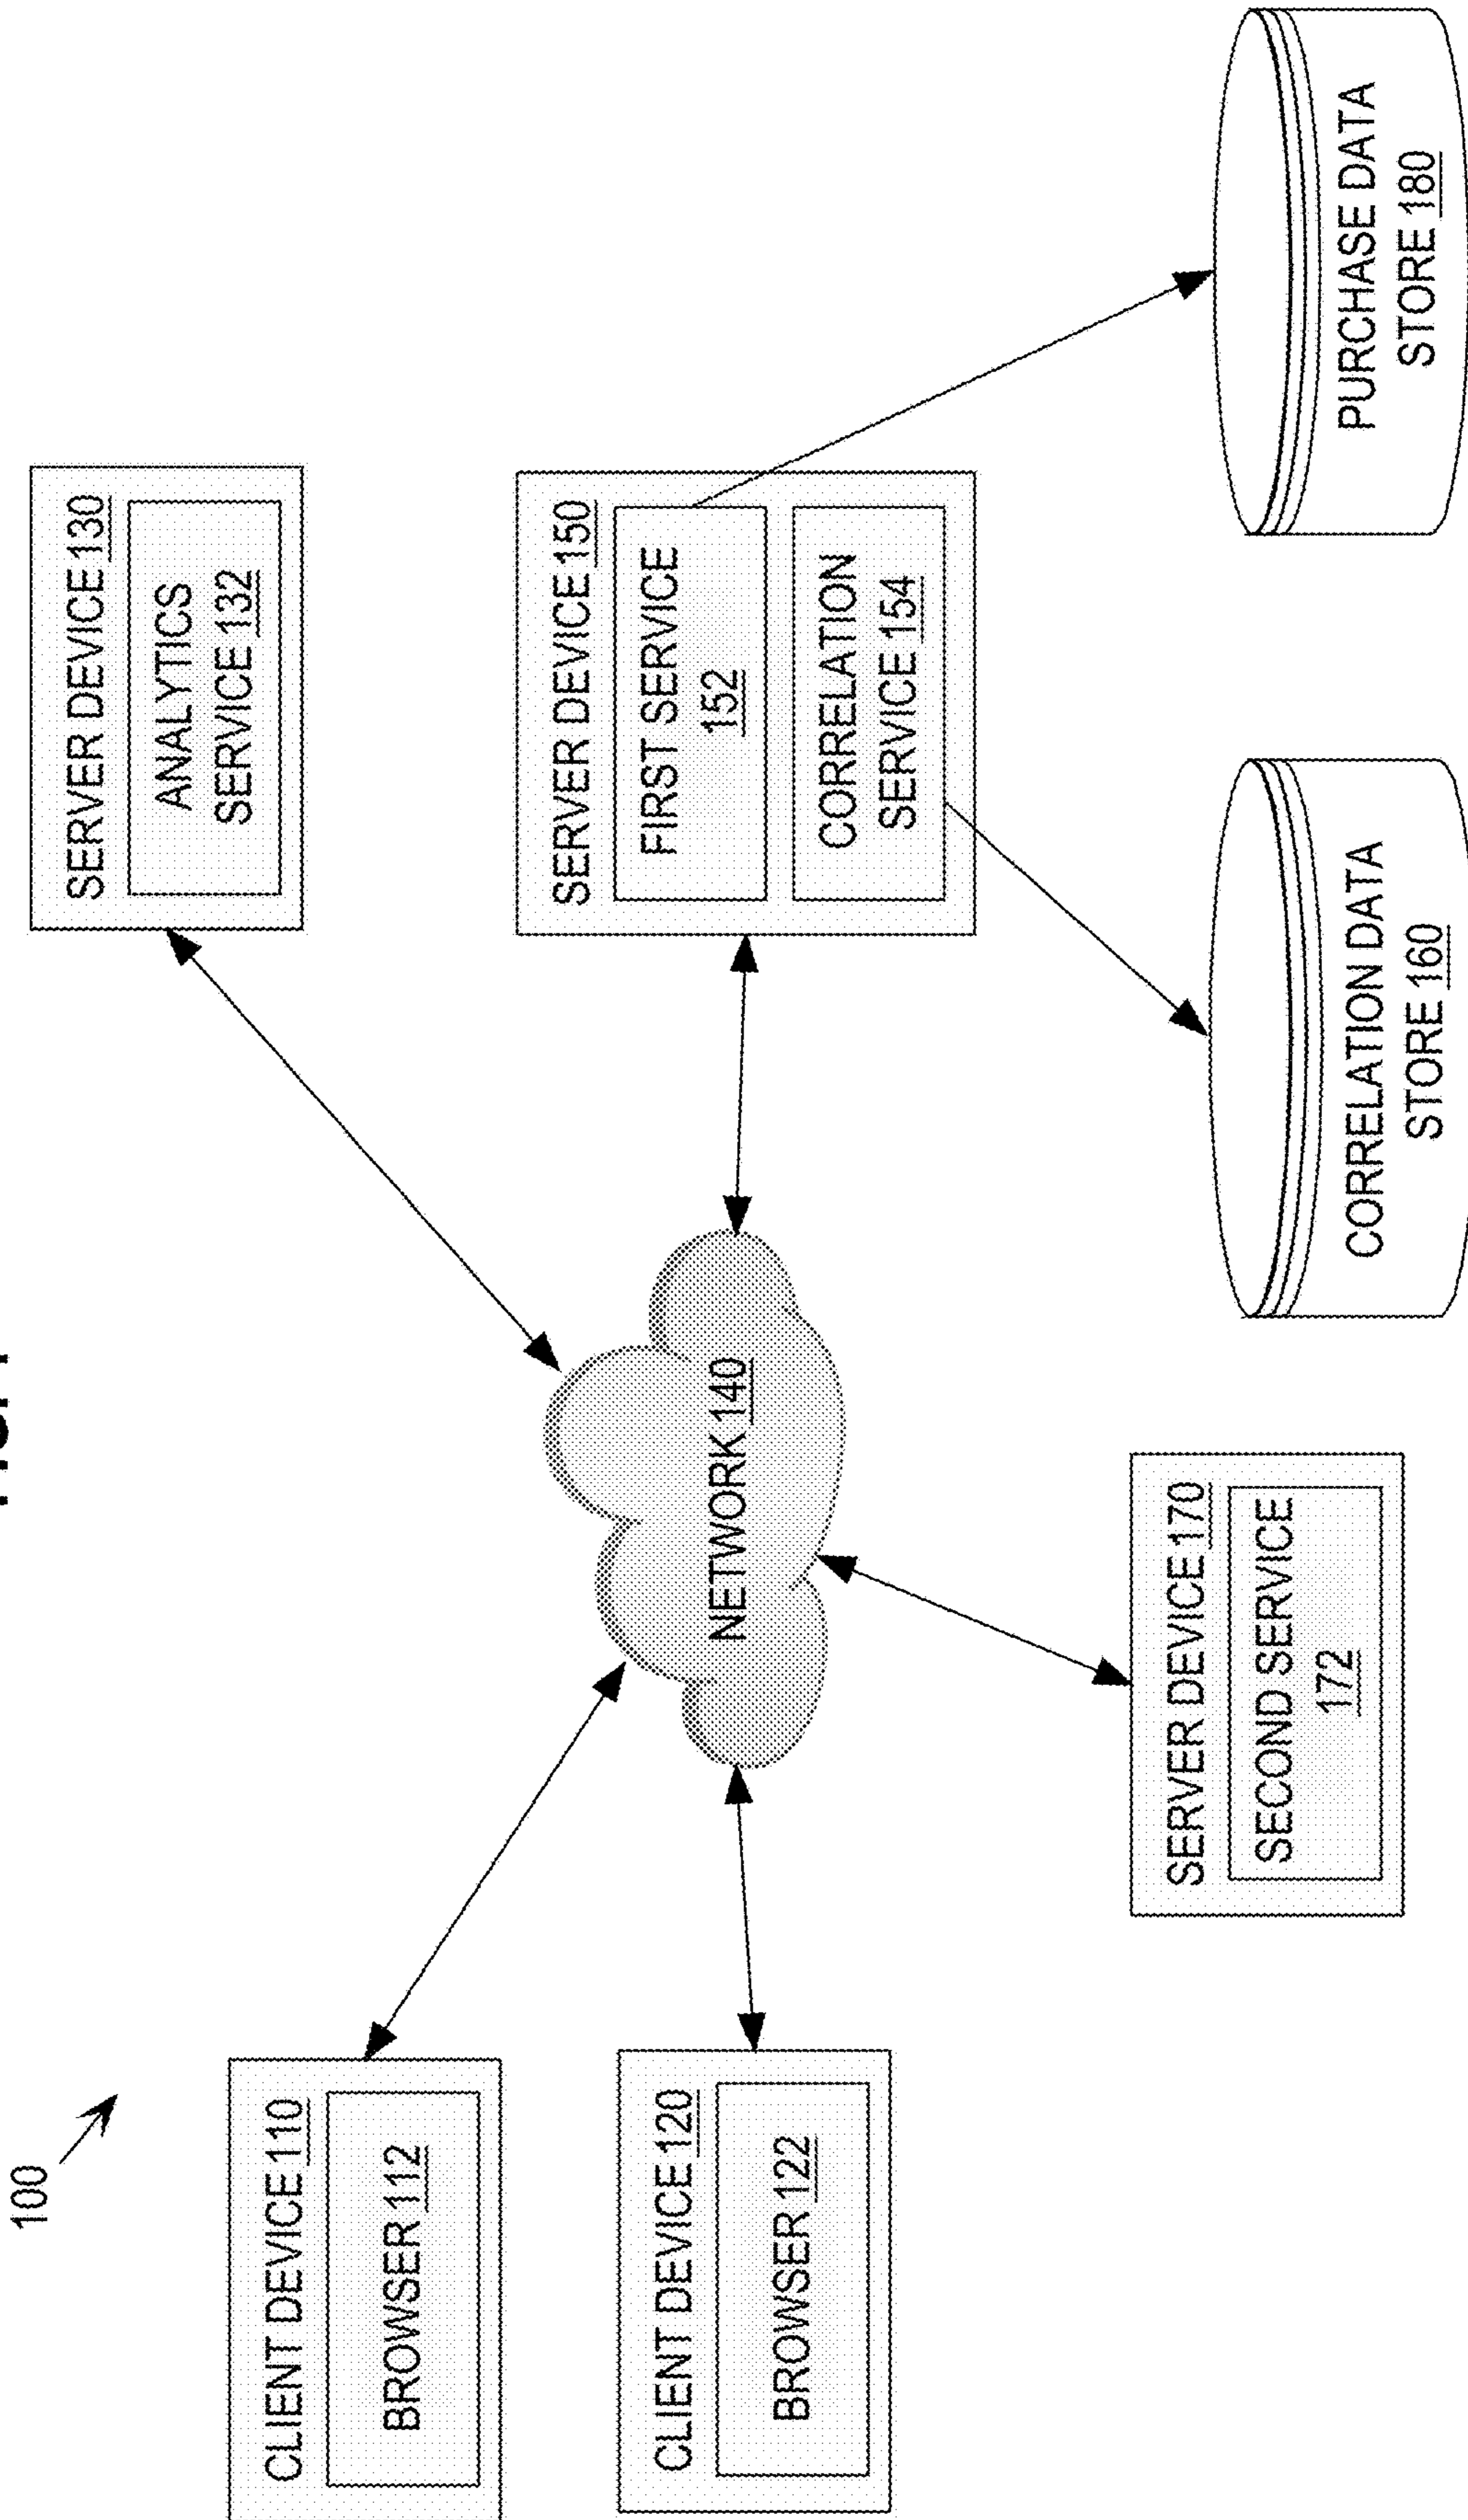 100
CLIENT DEVICE 110
BROWSER 112
CLIENT DEVICE 120
BROWSER 122
NETWORK 140
SERVER DEVICE 130
ANALYTICS
SERVICE 132
SERVER DEVICE 150
FIRST SERVICE
152
CORRELATION
SERVICE 154
SERVER DEVICE 170
SECOND SERVICE
172
CORRELATION DATA
STORE 160
PURCHASE DATA
STORE 180